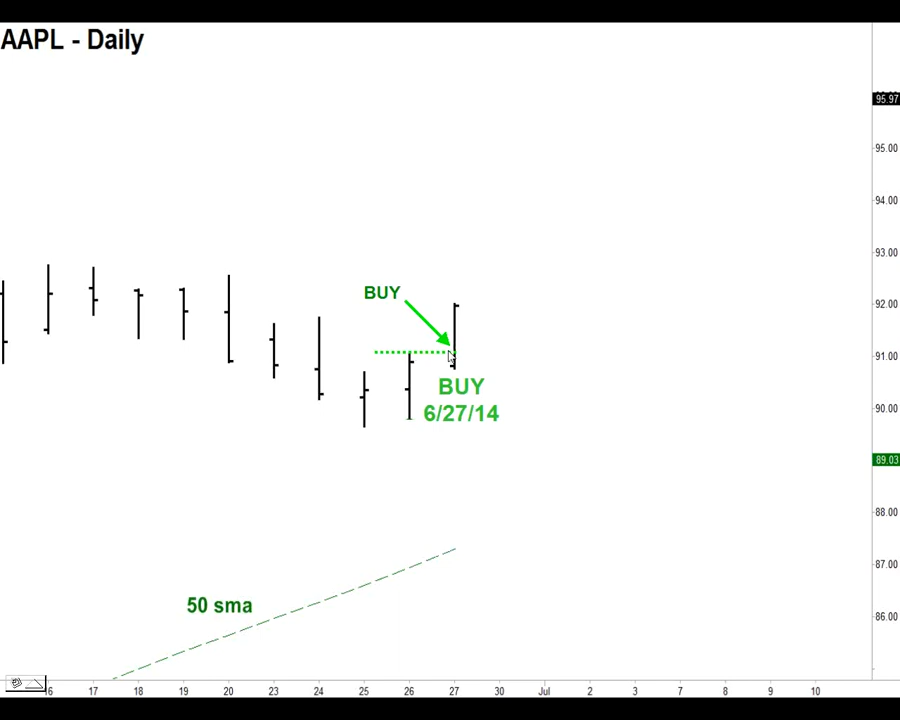 AAPL - Daily
95.97
95.00
94.00
93.00
92.00
91.00
90.00
89.03
88.00
87.00
86.00
BUY
BUY
6/27/14
50 sma
16 17 18 19 20 23 24 25 26 27 30 Jul 2 3 7 8 9 10